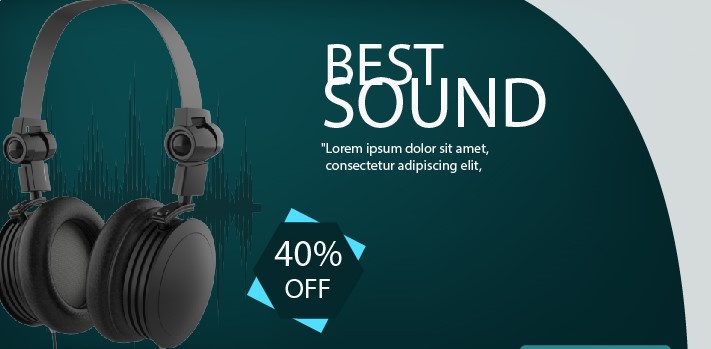 BEST
SOUND
"Lorem ipsum dolor sit amet,
consectetur adipiscing elit,
40%
OFF